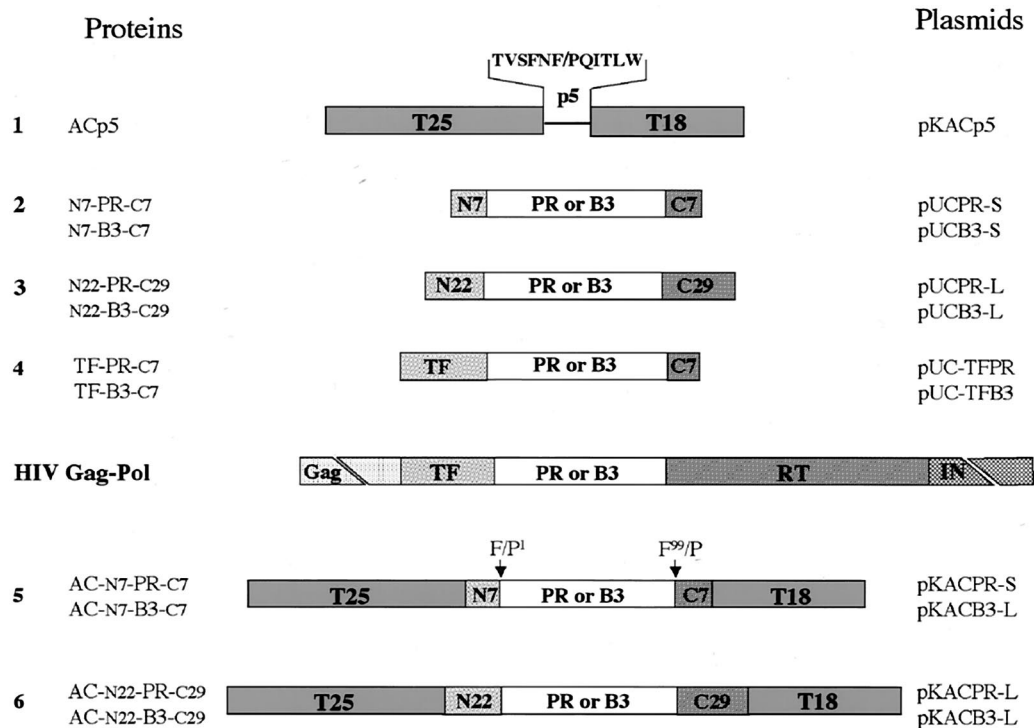 Proteins
Plasmids
TVSFNF/PQITLW
p5
1 ACp5 T25 T18 pKACp5
2 N7-PR-C7 N7 PR or B3 C7 pUCPR-S
N7-B3-C7 pUCB3-S
3 N22-PR-C29 N22 PR or B3 C29 pUCPR-L
N22-B3-C29 pUCB3-L
4 TF-PR-C7 TF PR or B3 C7 pUC-TFPR
TF-B3-C7 pUC-TFB3
HIV Gag-Pol Gag TF PR or B3 RT IN
F/P¹ F⁹⁹/P
5 AC-N7-PR-C7 T25 N7 PR or B3 C7 T18 pKACPR-S
AC-N7-B3-C7 pKACB3-L
6 AC-N22-PR-C29 T25 N22 PR or B3 C29 T18 pKACPR-L
AC-N22-B3-C29 pKACB3-L